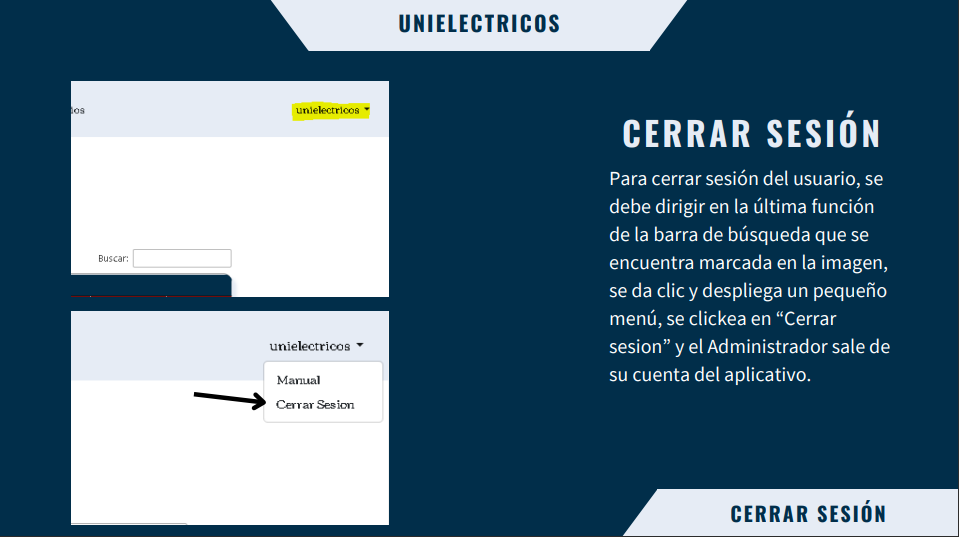 UNIELECTRICOS
ios
unielectricos
Buscar:
unielectricos
Manual
Cerrar Sesion
CERRAR SESIÓN
Para cerrar sesión del usuario, se
debe dirigir en la última función
de la barra de búsqueda que se
encuentra marcada en la imagen,
se da clic y despliega un pequeño
menú, se clickea en “Cerrar
sesion” y el Administrador sale de
su cuenta del aplicativo.
CERRAR SESIÓN